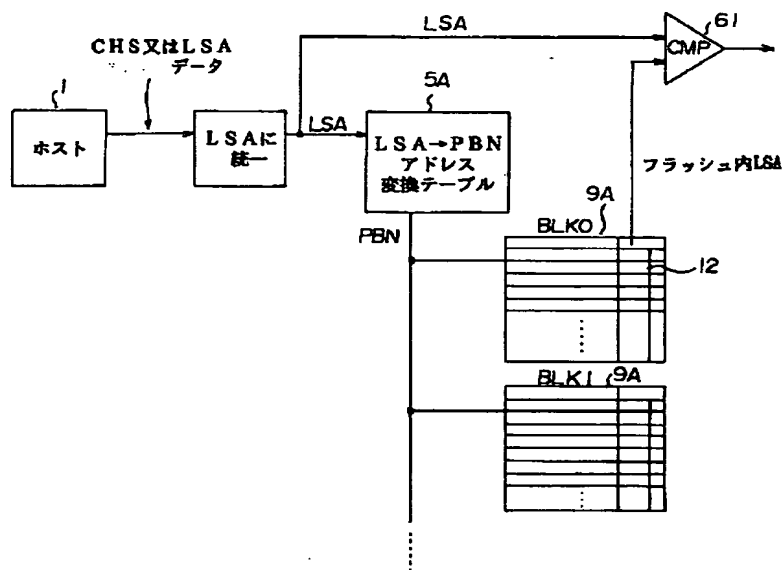 CHS又はLSA
データ
1
ホスト
LSAに
統一
LSA
LSA
5A
LSA→PBN
アドレス
変換テーブル
PBN
61
CMP
フラッシュ内LSA
9A
BLK0
12
BLK1
9A